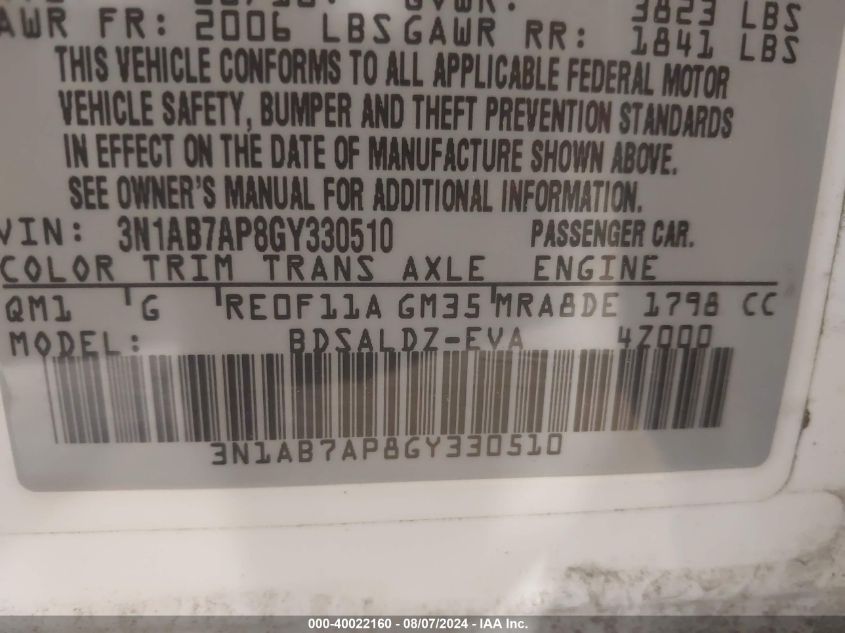 GVWR: 3823 LBS
AWR FR: 2006 LBS GAWR RR: 1841 LBS
THIS VEHICLE CONFORMS TO ALL APPLICABLE FEDERAL MOTOR
VEHICLE SAFETY, BUMPER AND THEFT PREVENTION STANDARDS
IN EFFECT ON THE DATE OF MANUFACTURE SHOWN ABOVE.
SEE OWNER'S MANUAL FOR ADDITIONAL INFORMATION.
VIN: 3N1AB7AP8GY330510 PASSENGER CAR.
COLOR TRIM TRANS AXLE ENGINE
QM1 G RE0F11A GM35 MRA8DE 1798 CC
MODEL: BDSALDZ-EVA 4Z000
3N1AB7AP8GY330510
000-40022160 - 08/07/2024 - IAA Inc.